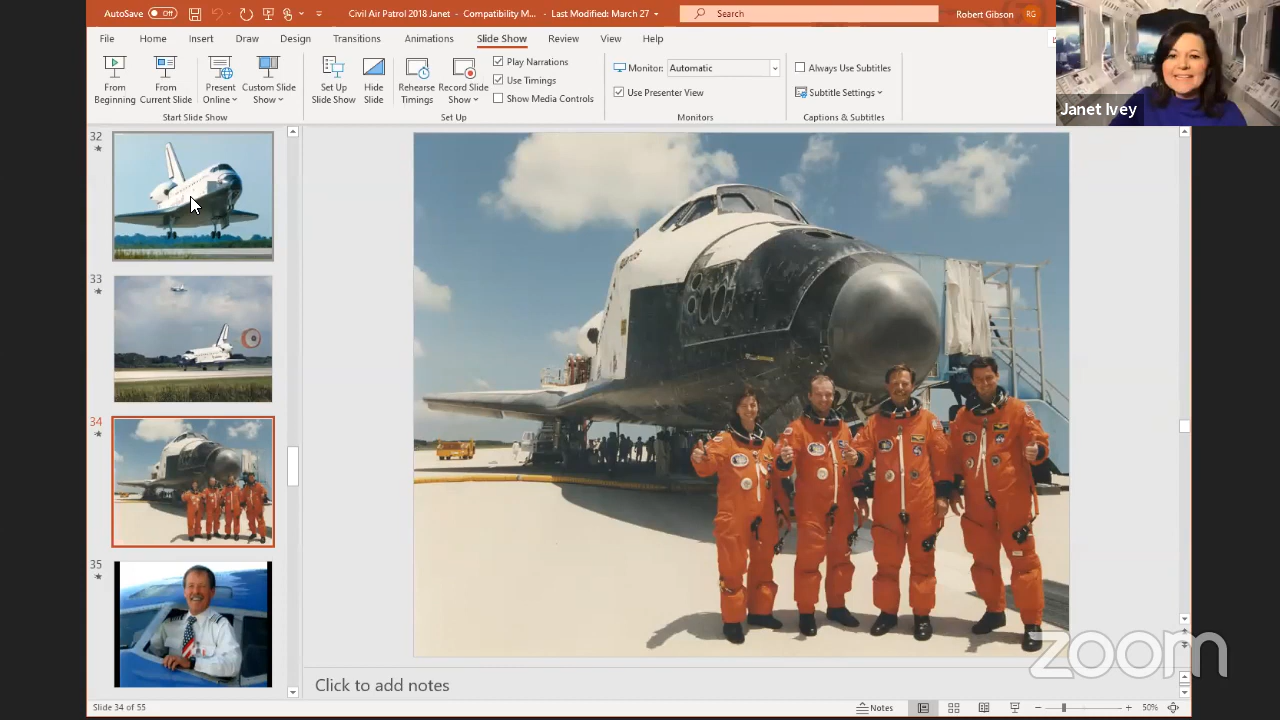 AutoSave Off
Civil Air Patrol 2018 Janet - Compatibility M... - Last Modified: March 27
Search
Robert Gibson RG
File Home Insert Draw Design Transitions Animations Slide Show Review View Help
From Beginning
From Current Slide
Present Online
Custom Slide Show
Start Slide Show
Set Up Slide Show
Hide Slide
Rehearse Timings
Record Slide Show
Play Narrations
Use Timings
Show Media Controls
Set Up
Monitor: Automatic
Use Presenter View
Monitors
Always Use Subtitles
Subtitle Settings
Captions & Subtitles
Janet Ivey
32
33
34
35
Click to add notes
zoom
Slide 34 of 55
Notes
50%